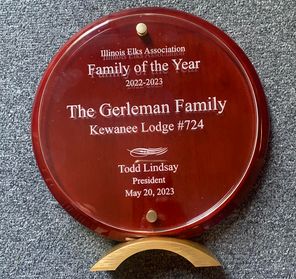 Illinois Elks Association
Family of the Year
2022-2023
The Gerleman Family
Kewanee Lodge #724
Todd Lindsay
President
May 20, 2023